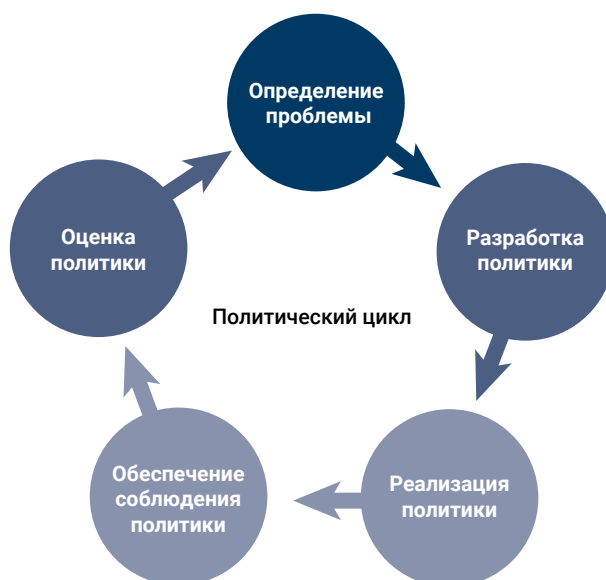 Определение
проблемы
Оценка
политики
Разработка
политики
Политический цикл
Обеспечение
соблюдения
политики
Реализация
политики